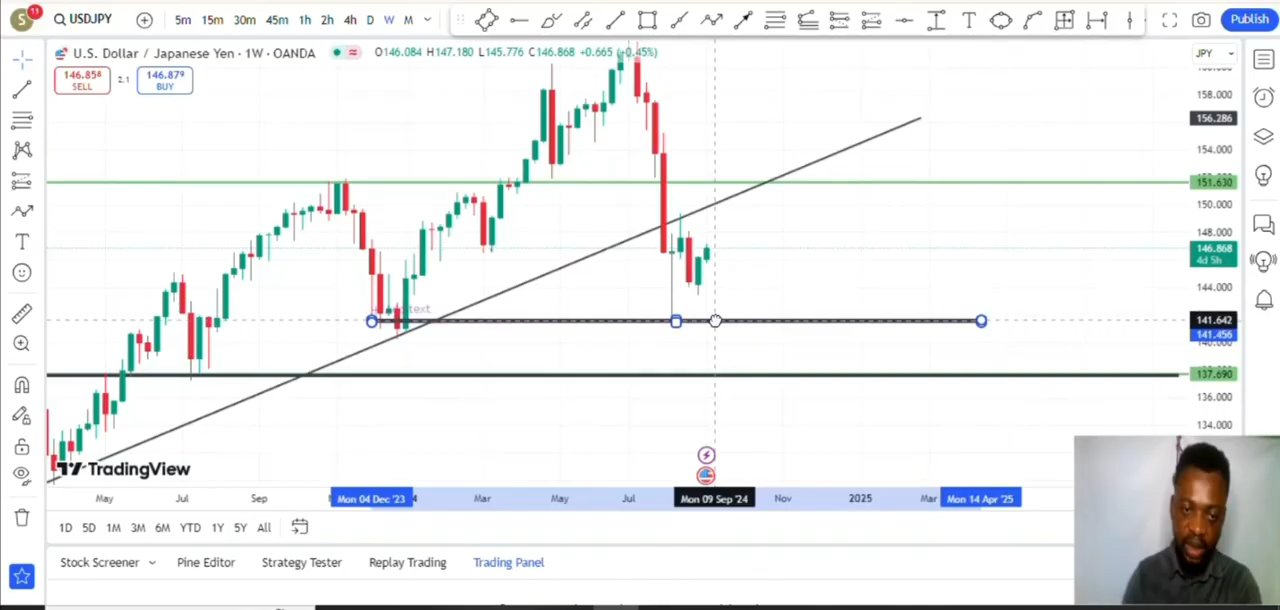 S 11 USDJPY 5m 15m 30m 45m 1h 2h 4h D W M Publish
U.S. Dollar / Japanese Yen · 1W · OANDA O146.084 H147.180 L145.776 C146.868 +0.665 (+0.45%) JPY
146.858 SELL 2.1 146.879 BUY
158.000
156.286
154.000
151.630
150.000
148.000
146.868
4d 5h
144.000
text
141.642
141.456
140.000
137.690
136.000
134.000
TradingView
May Jul Sep Mon 04 Dec '23 4 Mar May Jul Mon 09 Sep '24 Nov 2025 Mar Mon 14 Apr '25
1D 5D 1M 3M 6M YTD 1Y 5Y All
Stock Screener Pine Editor Strategy Tester Replay Trading Trading Panel